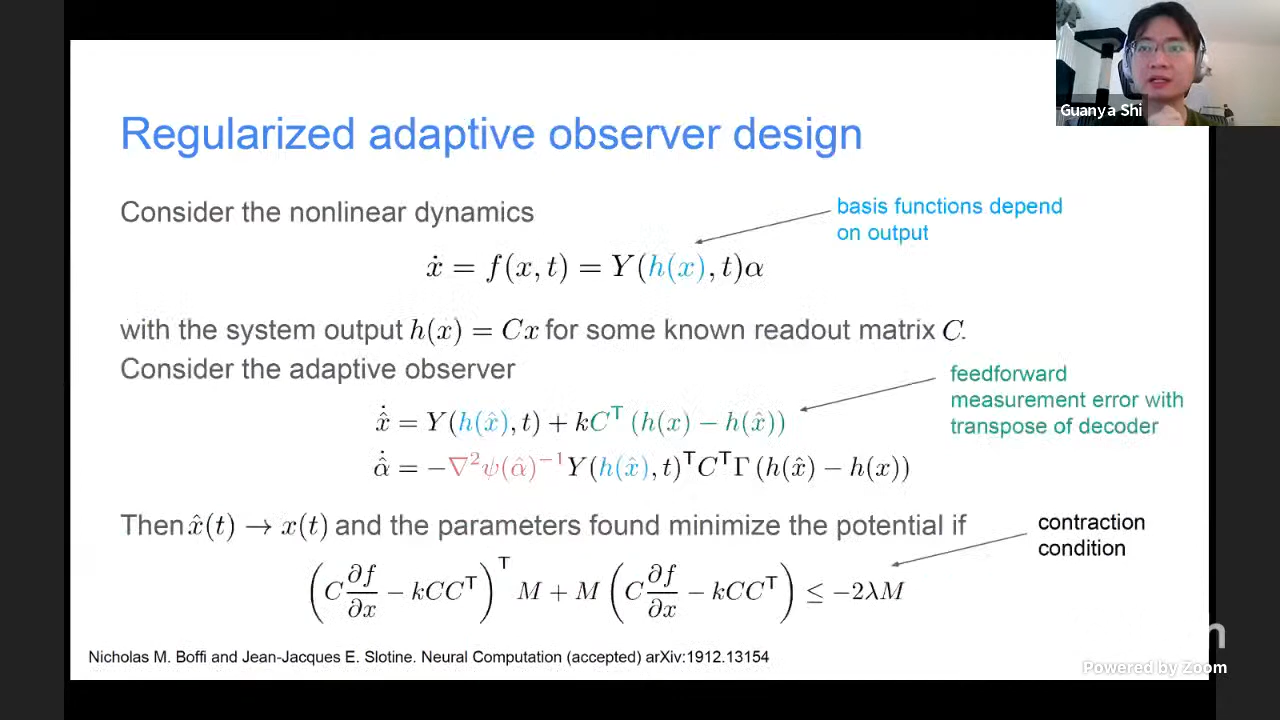 Guanya Shi
Regularized adaptive observer design
Consider the nonlinear dynamics
basis functions depend
on output
ẋ = f(x, t) = Y(h(x), t)α
with the system output h(x) = Cx for some known readout matrix C.
Consider the adaptive observer
feedforward
measurement error with
transpose of decoder
x̂̇ = Y(h(x̂), t) + kCᵀ (h(x) − h(x̂))
α̂̇ = −∇²ψ(α̂)⁻¹Y(h(x̂), t)ᵀCᵀΓ (h(x̂) − h(x))
Then x̂(t) → x(t) and the parameters found minimize the potential if
contraction
condition
(C ∂f/∂x − kCCᵀ)ᵀ M + M (C ∂f/∂x − kCCᵀ) ≤ −2λM
Nicholas M. Boffi and Jean-Jacques E. Slotine. Neural Computation (accepted) arXiv:1912.13154
Powered by Zoom